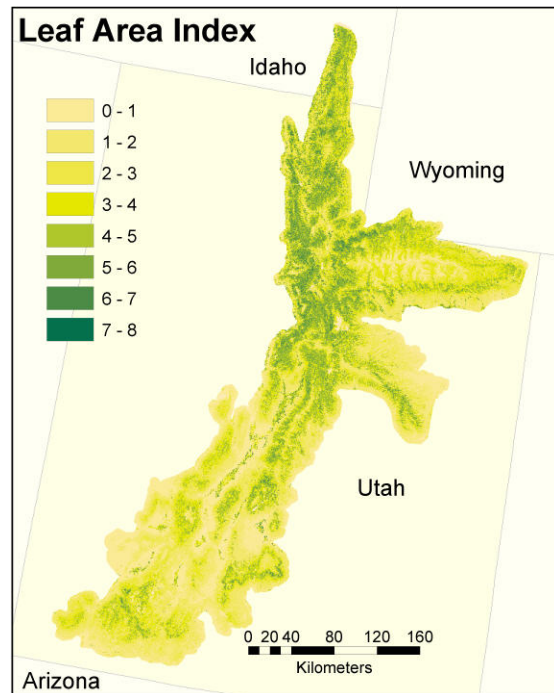 Leaf Area Index
Idaho
0 - 1
1 - 2
2 - 3
3 - 4
4 - 5
5 - 6
6 - 7
7 - 8
Wyoming
Utah
0 20 40 80 120 160
Kilometers
Arizona